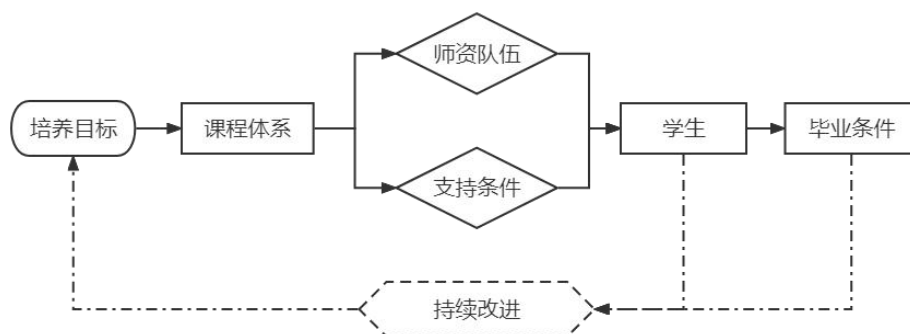 师资队伍
培养目标
课程体系
学生
毕业条件
支持条件
持续改进